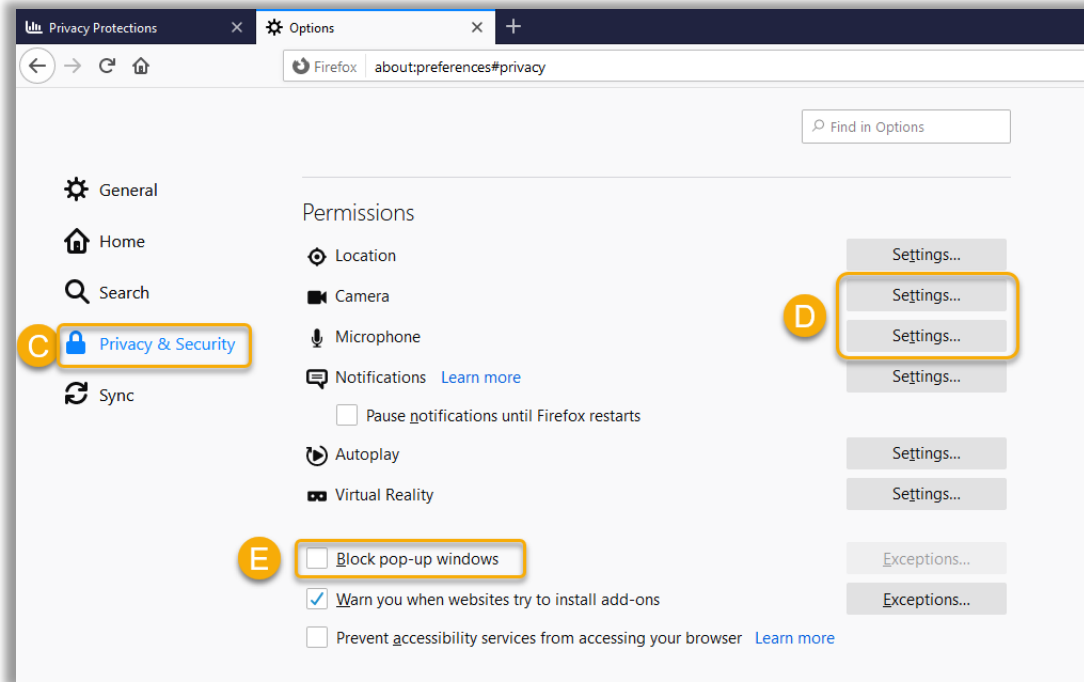 Privacy Protections
Options
Firefox about:preferences#privacy
Find in Options
General
Home
Search
C Privacy & Security
Sync
Permissions
Location Settings...
Camera Settings...
D
Microphone Settings...
Notifications Learn more Settings...
Pause notifications until Firefox restarts
Autoplay Settings...
Virtual Reality Settings...
E Block pop-up windows Exceptions...
Warn you when websites try to install add-ons Exceptions...
Prevent accessibility services from accessing your browser Learn more